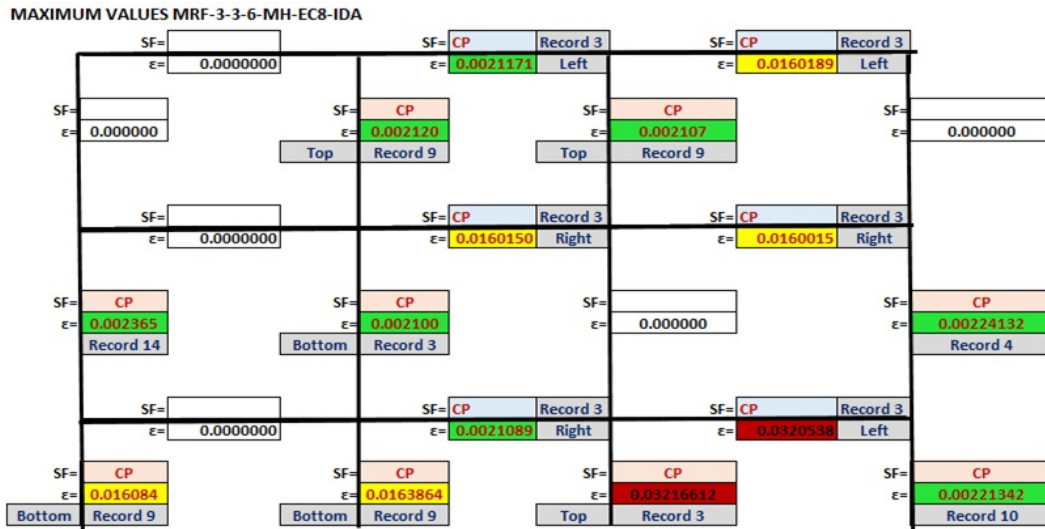 MAXIMUM VALUES MRF-3-3-6-MH-EC8-IDA
SF= SF= CP Record 3 SF= CP Record 3
ε= 0.0000000 ε= 0.0021171 Left ε= 0.0160189 Left
SF= SF= CP SF= CP SF=
ε= 0.000000 ε= 0.002120 ε= 0.002107 ε= 0.000000
Top Record 9 Top Record 9
SF= SF= CP Record 3 SF= CP Record 3
ε= 0.0000000 ε= 0.0160150 Right ε= 0.0160015 Right
SF= CP SF= CP SF= SF= CP
ε= 0.002365 ε= 0.002100 ε= 0.000000 ε= 0.00224132
Record 14 Bottom Record 3 Record 4
SF= SF= CP Record 3 SF= CP Record 3
ε= 0.0000000 ε= 0.0021089 Right ε= 0.0320538 Left
SF= CP SF= CP SF= CP SF= CP
ε= 0.016084 ε= 0.0163864 ε= 0.03216612 ε= 0.00221342
Bottom Record 9 Bottom Record 9 Top Record 3 Record 10